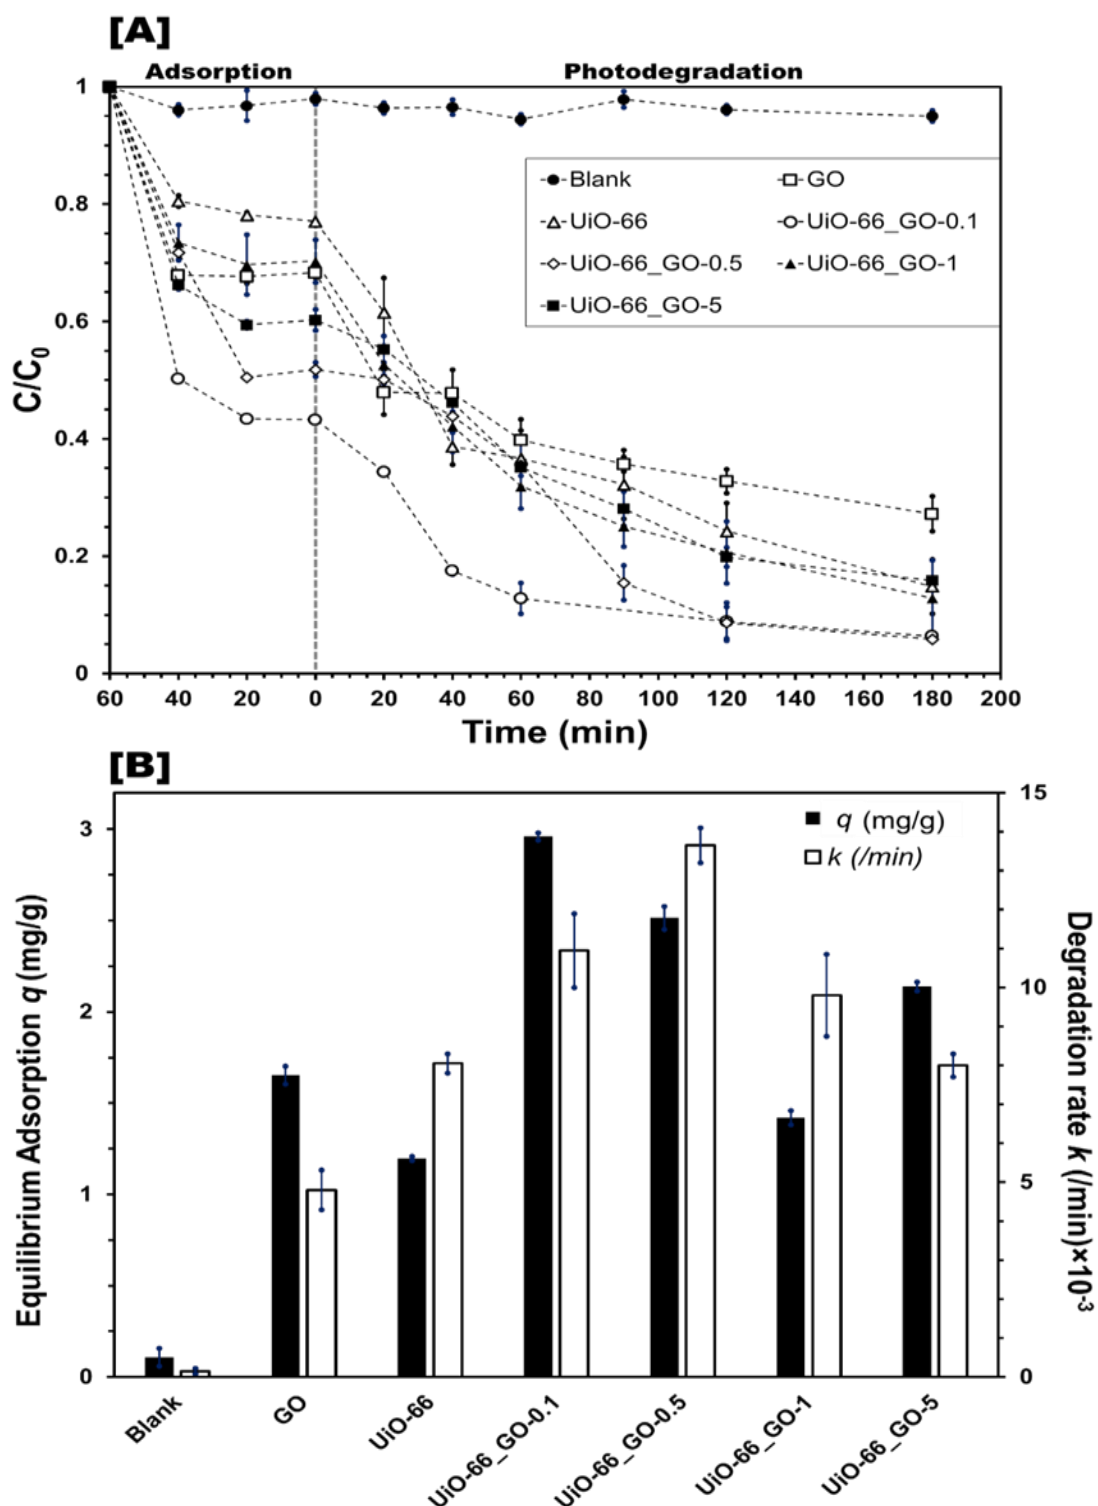 [A]
Adsorption Photodegradation
1
0.8
0.6
0.4
0.2
0
C/C0
Blank GO
UiO-66 UiO-66_GO-0.1
UiO-66_GO-0.5 UiO-66_GO-1
UiO-66_GO-5
60 40 20 0 20 40 60 80 100 120 140 160 180 200
Time (min)
[B]
3
2
1
0
Equilibrium Adsorption q (mg/g)
q (mg/g)
k (/min)
15
10
5
0
Degradation rate k (/min)×10-3
Blank
GO
UiO-66
UiO-66_GO-0.1
UiO-66_GO-0.5
UiO-66_GO-1
UiO-66_GO-5